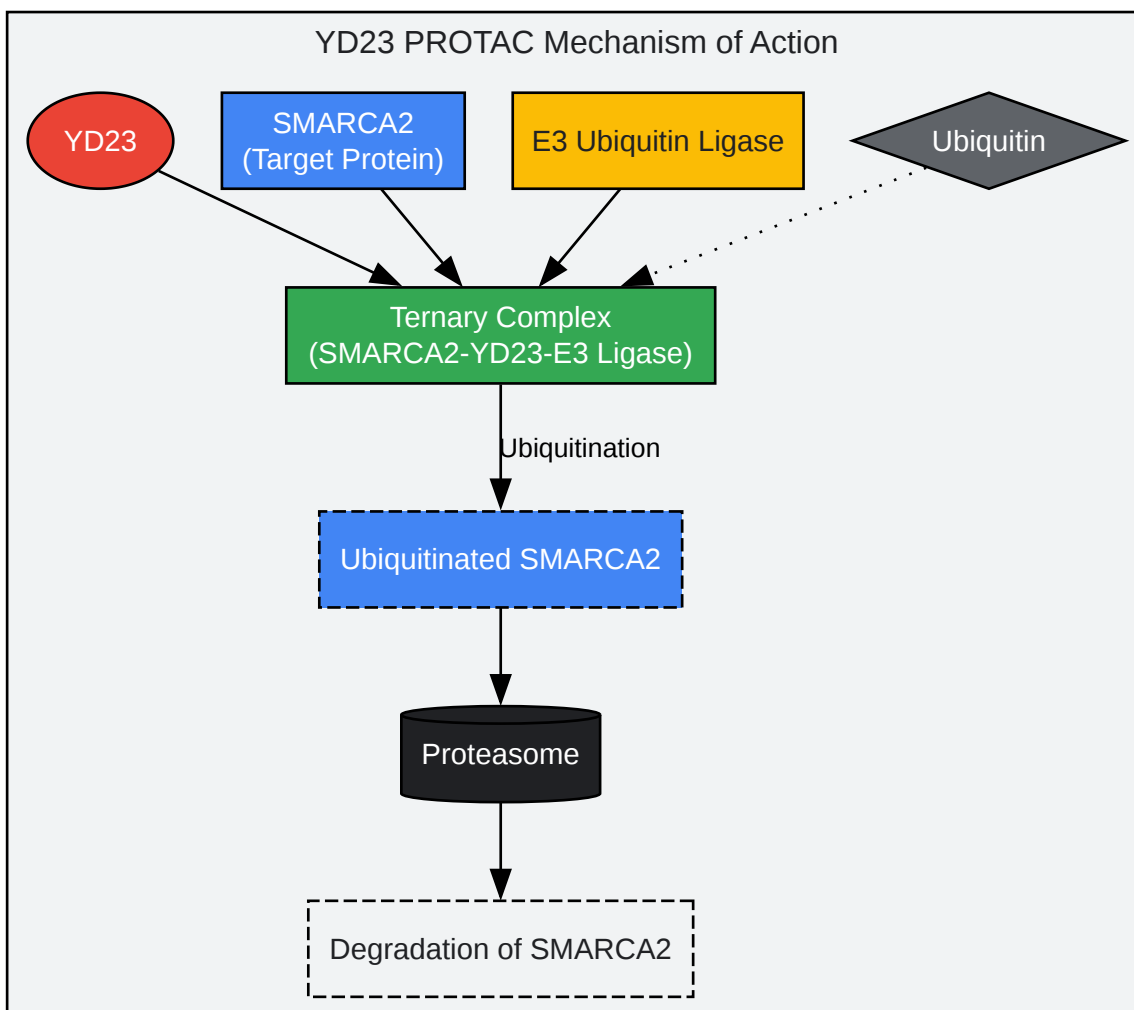 YD23 PROTAC Mechanism of Action
YD23
SMARCA2
(Target Protein)
E3 Ubiquitin Ligase
Ubiquitin
Ternary Complex
(SMARCA2-YD23-E3 Ligase)
Ubiquitination
Ubiquitinated SMARCA2
Proteasome
Degradation of SMARCA2